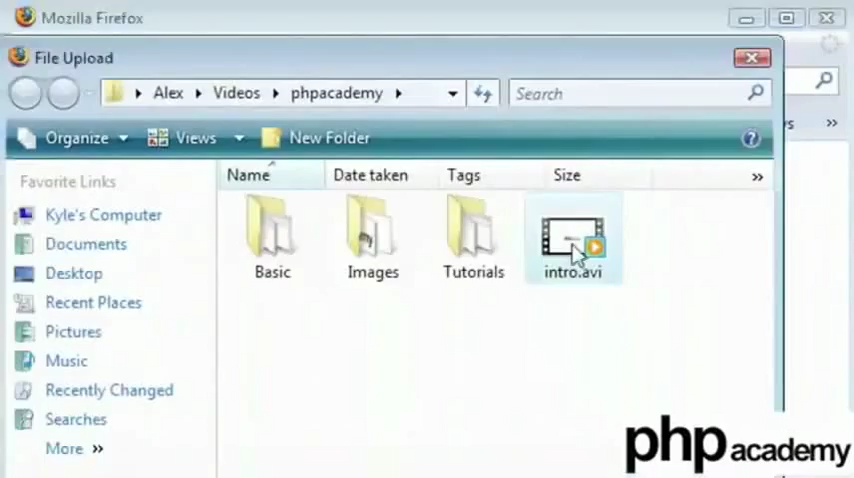 Mozilla Firefox
File Upload
Alex Videos phpacademy Search
Organize Views New Folder
Favorite Links Name Date taken Tags Size »
Kyle's Computer
Documents
Desktop
Recent Places
Pictures
Music
Recently Changed
Searches
More »
Basic Images Tutorials intro.avi
s »
php academy